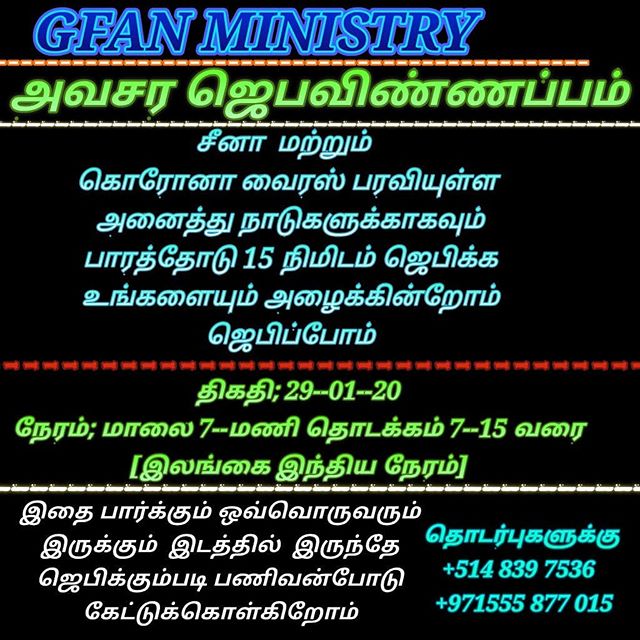 GFAN MINISTRY
அவசர ஜெபவிண்ணப்பம்
சீனா மற்றும்
கொரோனா வைரஸ் பரவியுள்ள
அனைத்து நாடுகளுக்காகவும்
பாரத்தோடு 15 நிமிடம் ஜெபிக்க
உங்களையும் அழைக்கின்றோம்
ஜெபிப்போம்
திகதி; 29--01--20
நேரம்; மாலை 7--மணி தொடக்கம் 7--15 வரை
[இலங்கை இந்திய நேரம்]
இதை பார்க்கும் ஒவ்வொருவரும்
இருக்கும் இடத்தில் இருந்தே
ஜெபிக்கும்படி பணிவன்போடு
கேட்டுக்கொள்கிறோம்
தொடர்புகளுக்கு
+514 839 7536
+971555 877 015